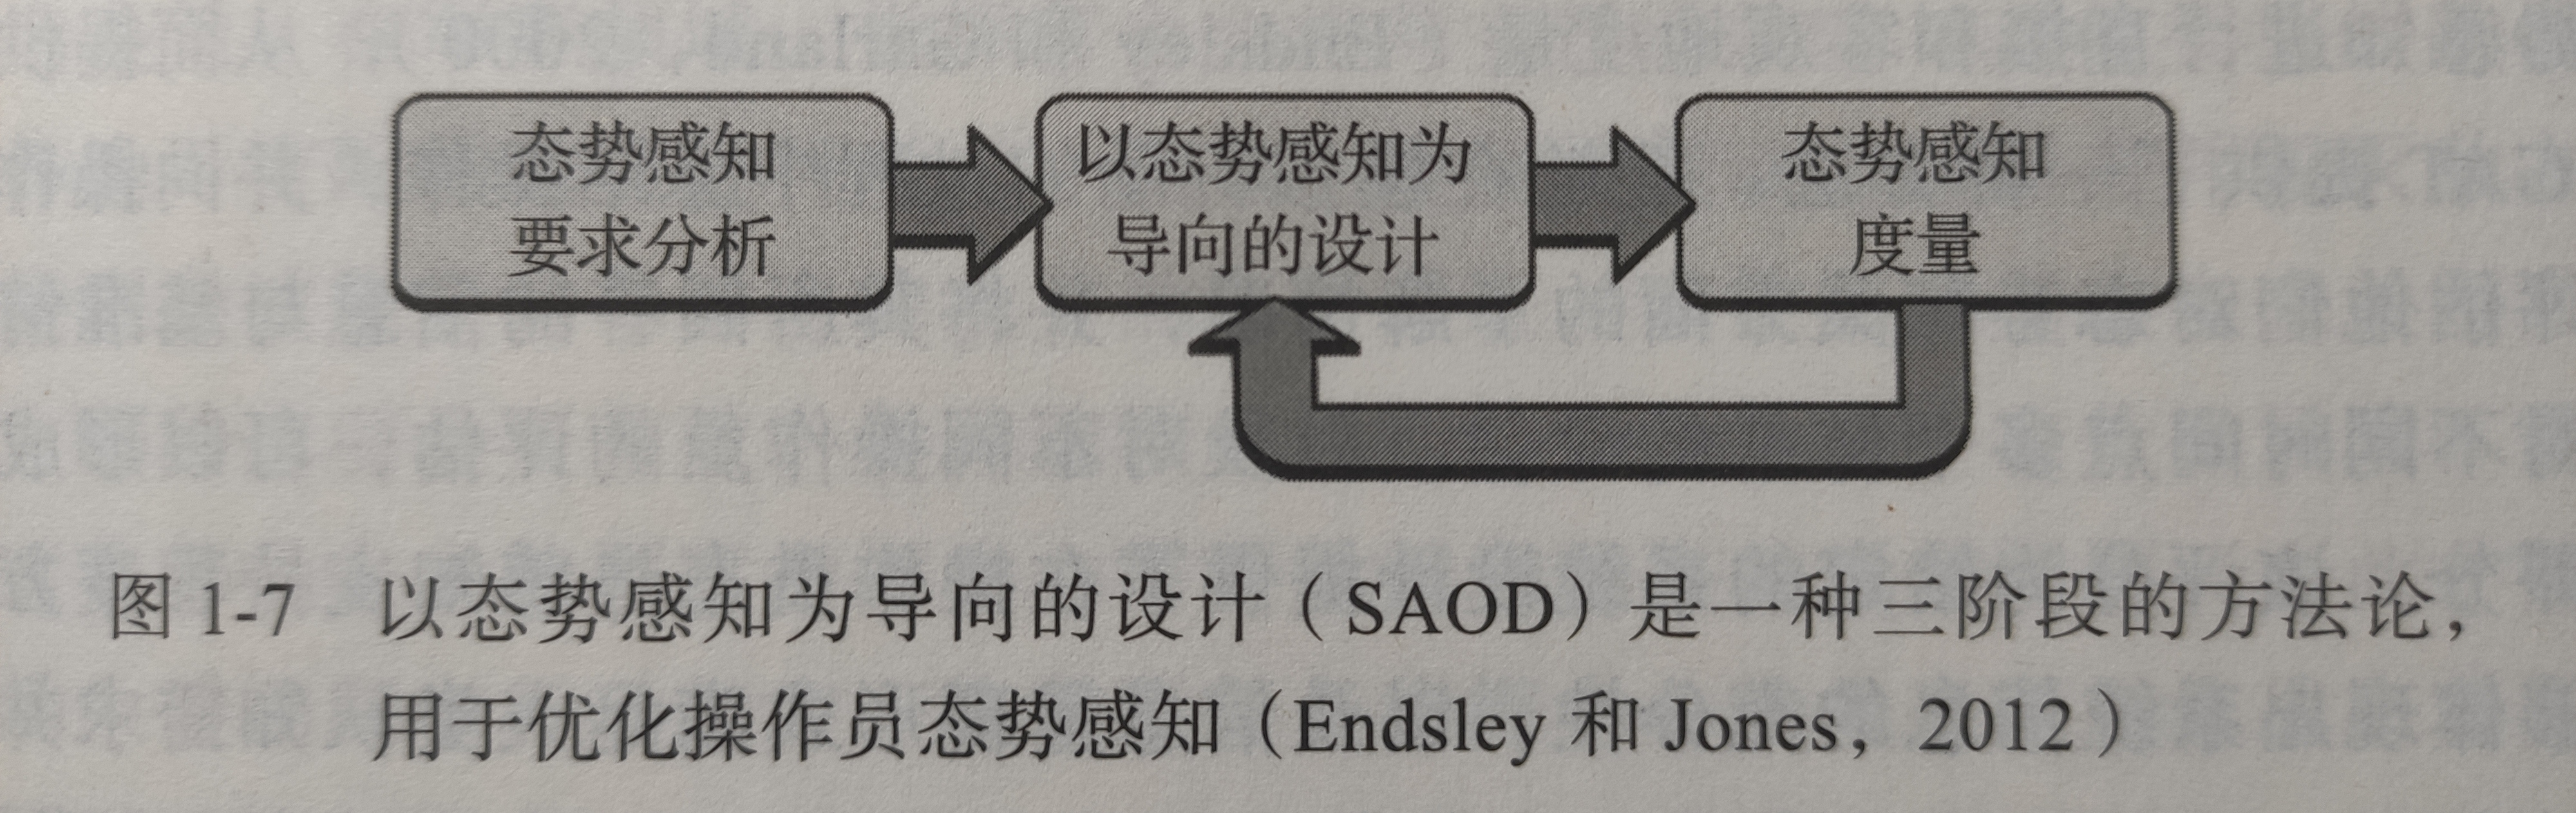 态势感知
要求分析
以态势感知为
导向的设计
态势感知
度量
图 1-7 以态势感知为导向的设计（SAOD）是一种三阶段的方法论，
用于优化操作员态势感知（Endsley 和 Jones，2012）